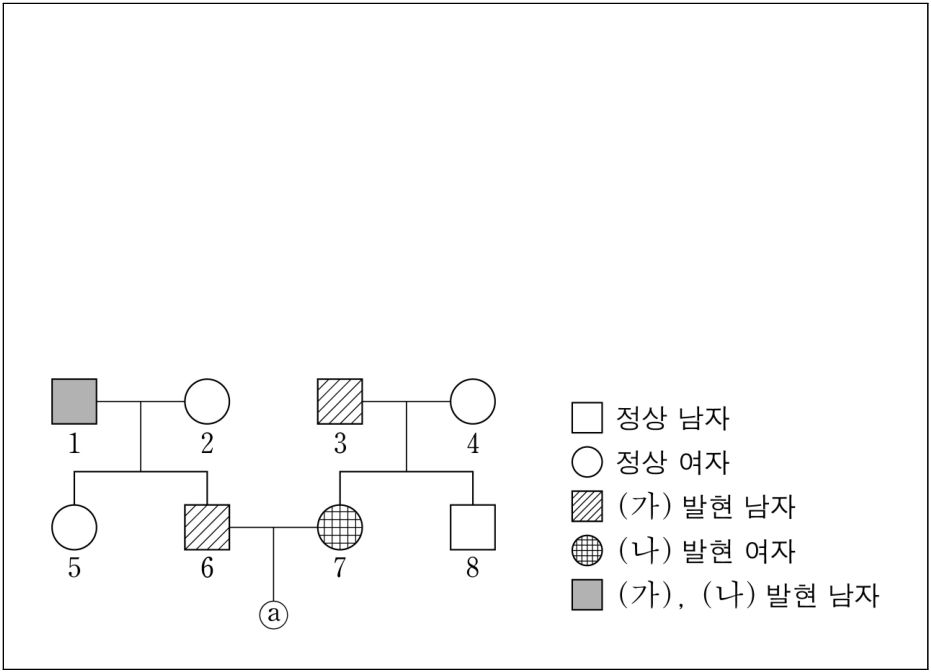 1 2 3 4
5 6 7 8
ⓐ
정상 남자
정상 여자
(가) 발현 남자
(나) 발현 여자
(가), (나) 발현 남자